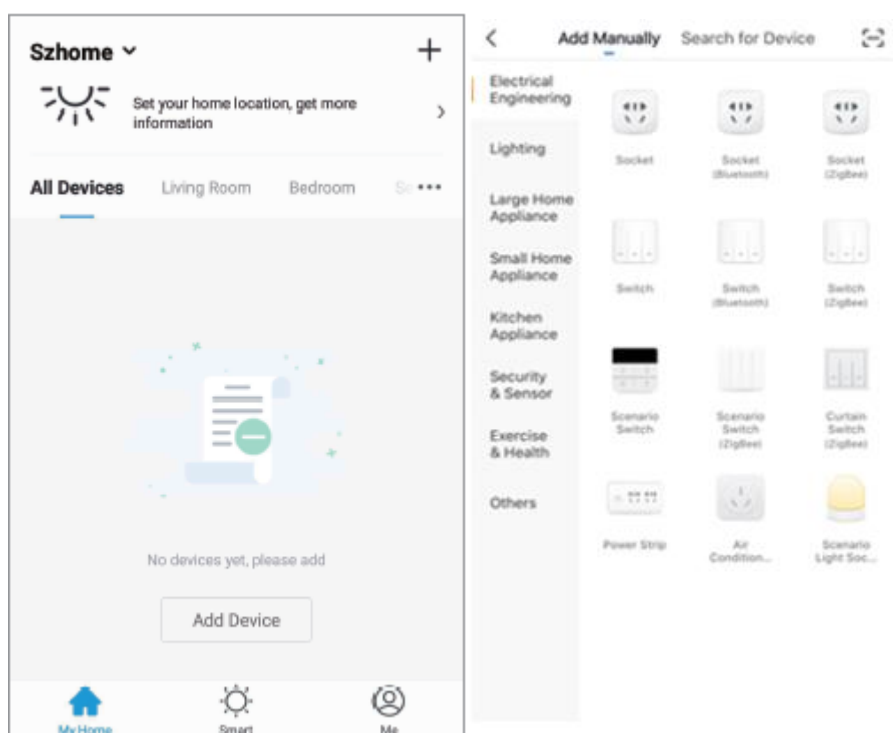 Szhome
Set your home location, get more
information
All Devices Living Room Bedroom
No devices yet, please add
Add Device
My Home Smart Me
Add Manually Search for Device
Electrical
Engineering
Lighting
Large Home
Appliance
Small Home
Appliance
Kitchen
Appliance
Security
& Sensor
Exercise
& Health
Others
Socket
Socket
(Bluetooth)
Socket
(ZigBee)
Switch
Switch
(Bluetooth)
Switch
(ZigBee)
Scenario
Switch
Scenario
Switch
(ZigBee)
Curtain
Switch
(ZigBee)
Power Strip
Air
Condition...
Scenario
Light Soc...